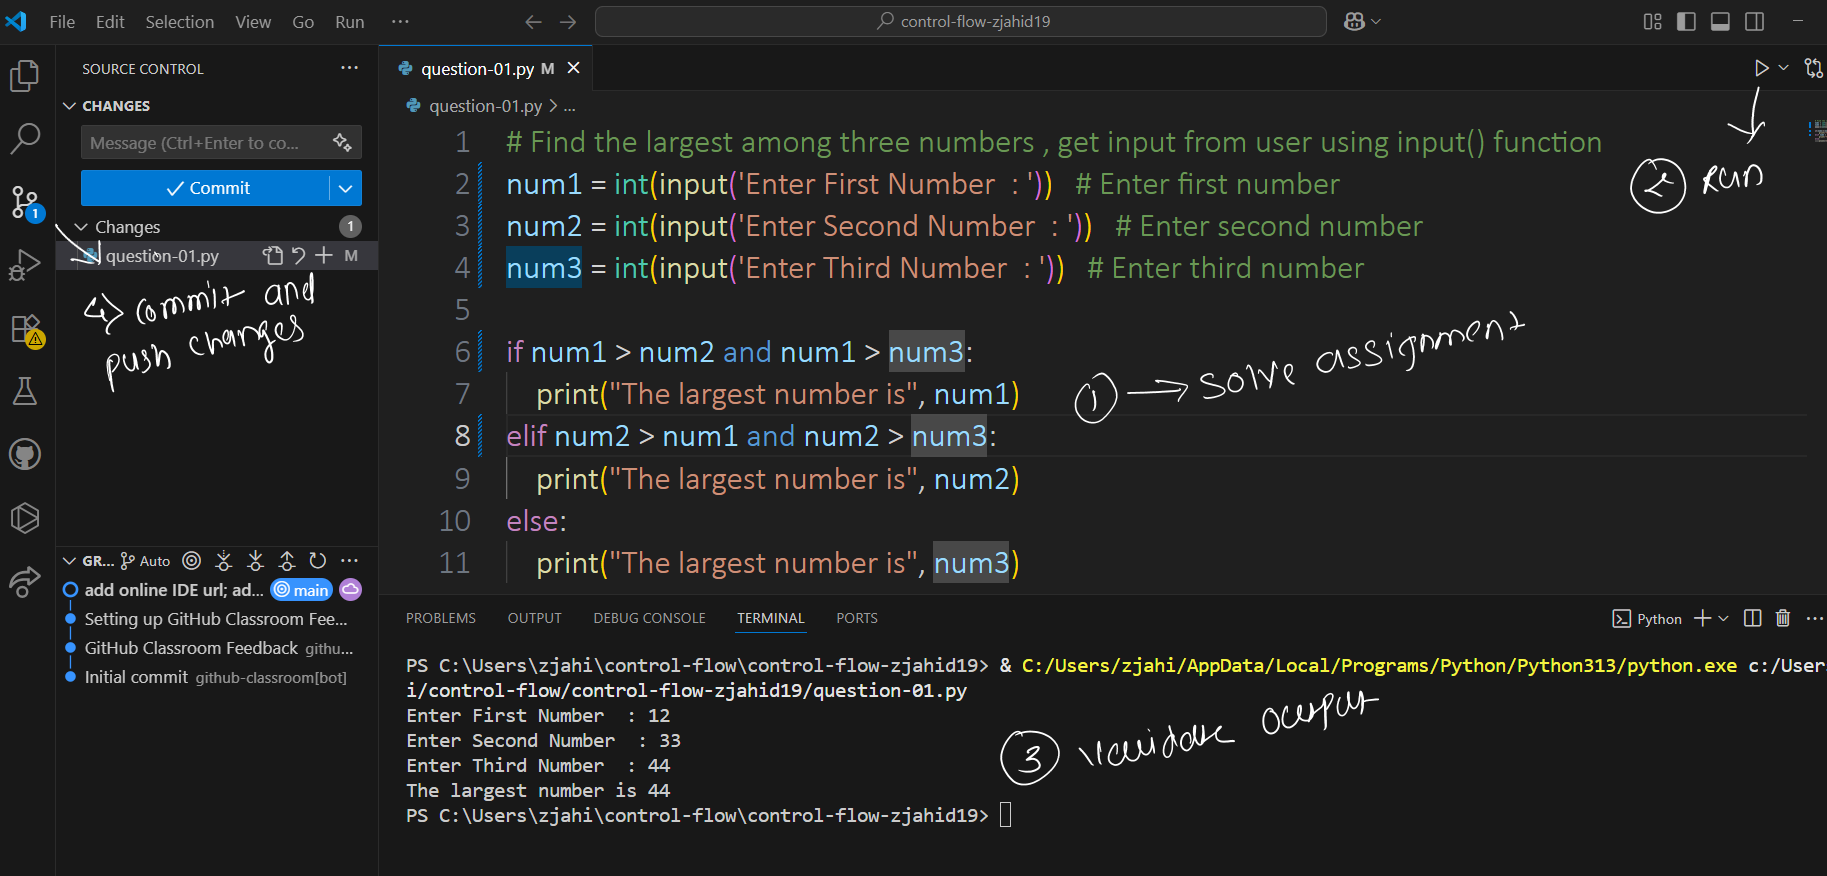 File Edit Selection View Go Run ···
control-flow-zjahid19
SOURCE CONTROL ···
CHANGES
Message (Ctrl+Enter to co...
Commit
Changes 1
question-01.py M
4) commit and
push changes
GR... Auto ···
add online IDE url; ad... main
Setting up GitHub Classroom Fee...
GitHub Classroom Feedback githu...
Initial commit github-classroom[bot]
1
question-01.py M
question-01.py > ...
1 # Find the largest among three numbers , get input from user using input() function
2 num1 = int(input('Enter First Number  : '))  # Enter first number
3 num2 = int(input('Enter Second Number  : '))  # Enter second number
4 num3 = int(input('Enter Third Number  : '))  # Enter third number
5
6 if num1 > num2 and num1 > num3:
7     print("The largest number is", num1)
8 elif num2 > num1 and num2 > num3:
9     print("The largest number is", num2)
10 else:
11     print("The largest number is", num3)
2 Run
1 → Solve assignment
PROBLEMS OUTPUT DEBUG CONSOLE TERMINAL PORTS
Python ···
PS C:\Users\zjahi\control-flow\control-flow-zjahid19> & C:/Users/zjahi/AppData/Local/Programs/Python/Python313/python.exe c:/User
i/control-flow/control-flow-zjahid19/question-01.py
Enter First Number  : 12
Enter Second Number  : 33
Enter Third Number  : 44
The largest number is 44
PS C:\Users\zjahi\control-flow\control-flow-zjahid19>
3 validate output